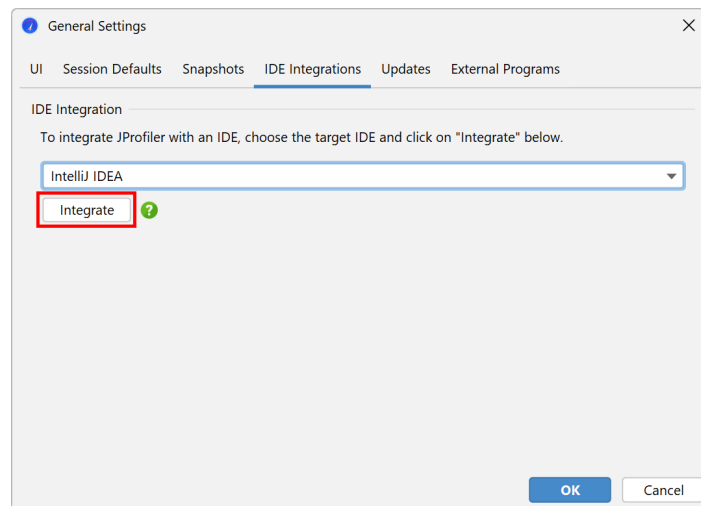 General Settings
UI Session Defaults Snapshots IDE Integrations Updates External Programs
IDE Integration
To integrate JProfiler with an IDE, choose the target IDE and click on "Integrate" below.
IntelliJ IDEA
Integrate ?
OK Cancel